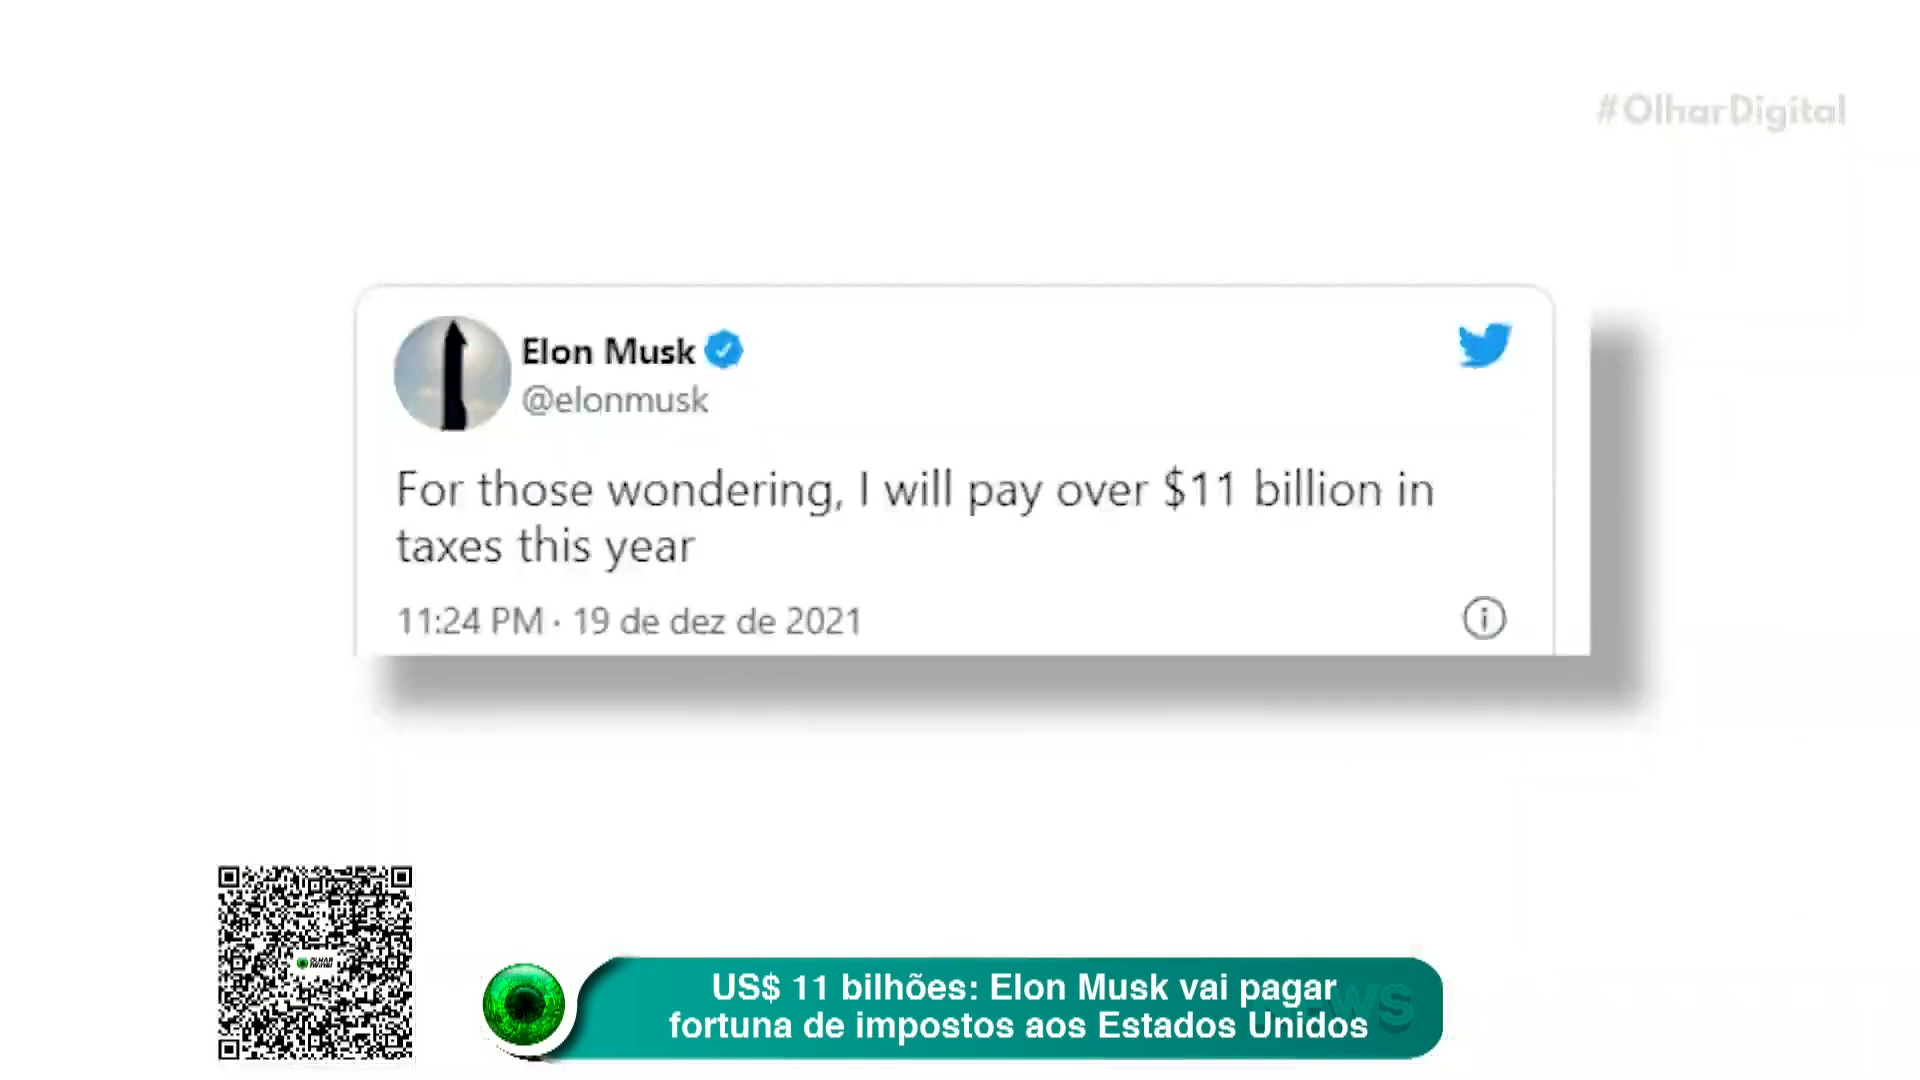 #OlharDigital
Elon Musk
@elonmusk
For those wondering, I will pay over $11 billion in
taxes this year
11:24 PM · 19 de dez de 2021
US$ 11 bilhões: Elon Musk vai pagar
fortuna de impostos aos Estados Unidos